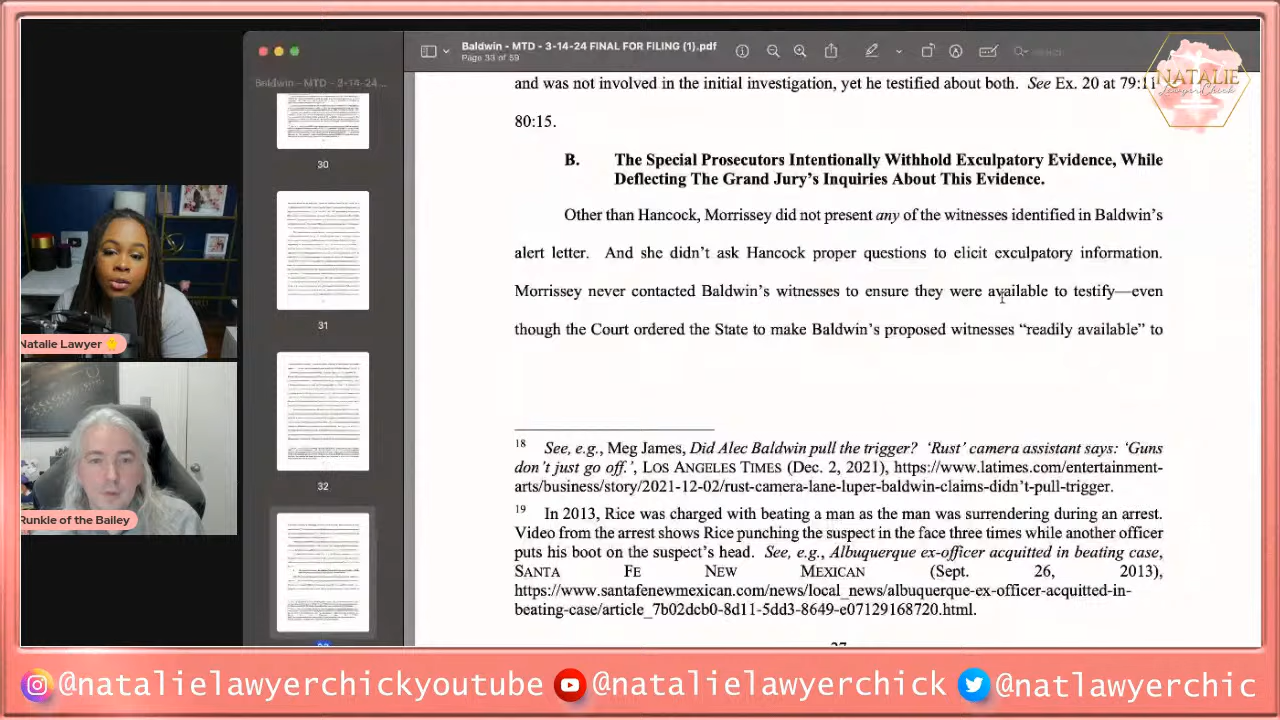 Baldwin - MTD - 3-14-24 FINAL FOR FILING (1).pdf
Page 33 of 59
Baldwin - MTD - 3-14-24 ...
30
31
32
NATALIE
LawyerChick
and was not involved in the initial investigation, yet he testified about both. See Ex. 20 at 79:11
80:15.
B. The Special Prosecutors Intentionally Withhold Exculpatory Evidence, While
Deflecting The Grand Jury's Inquiries About This Evidence.
Other than Hancock, Morrissey did not present any of the witnesses identified in Baldwin's
alert letter. And she didn't ask Hancock proper questions to elicit exculpatory information.
Morrissey never contacted Baldwin's witnesses to ensure they were available to testify—even
though the Court ordered the State to make Baldwin's proposed witnesses “readily available” to
18 See, Meg James, Did Alec Baldwin pull the trigger? ‘Rust’ camera assistant says: ‘Guns
don't just go off.’, LOS ANGELES TIMES (Dec. 2, 2021), https://www.latimes.com/entertainment-
arts/business/story/2021-12-02/rust-camera-lane-luper-baldwin-claims-didn't-pull-trigger.
19 In 2013, Rice was charged with beating a man as the man was surrendering during an arrest.
Video of the arrest shows Rice kicking the suspect in the face three times while another officer
puts his boot on the suspect's head. See, e.g., Albuquerque ex-officer acquitted in beating case,
SANTA FE NEW MEXICAN (Sept. 26 2013),
https://www.santafenewmexican.com/news/local_news/albuquerque-ex-officer-acquitted-in-
27
Natalie Lawyer
Runkle of the Bailey
@natalielawyerchickyoutube @natalielawyerchick @natlawyerchic